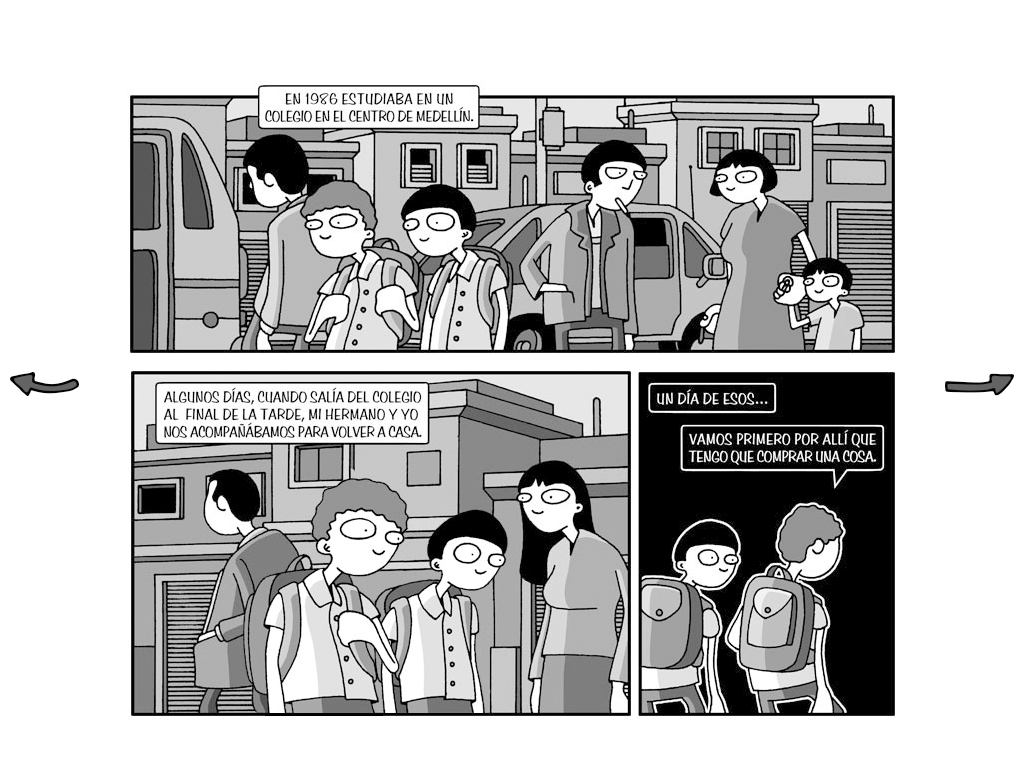 EN 1986 ESTUDIABA EN UN
COLEGIO EN EL CENTRO DE MEDELLÍN.
ALGUNOS DÍAS, CUANDO SALÍA DEL COLEGIO
AL FINAL DE LA TARDE, MI HERMANO Y YO
NOS ACOMPAÑÁBAMOS PARA VOLVER A CASA.
UN DÍA DE ESOS...
VAMOS PRIMERO POR ALLÍ QUE
TENGO QUE COMPRAR UNA COSA.